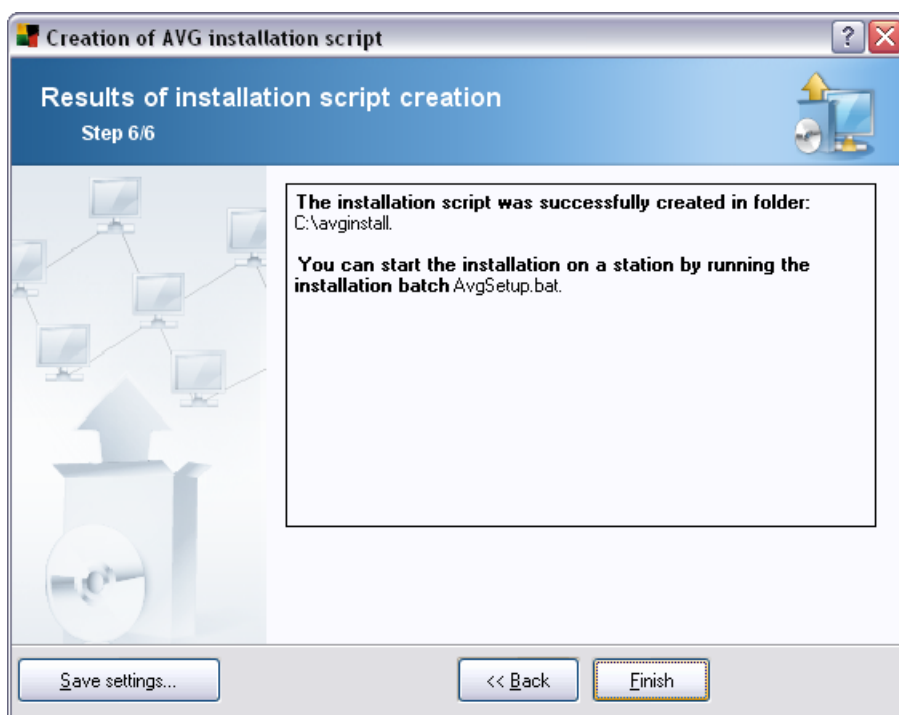 Creation of AVG installation script
?
Results of installation script creation
Step 6/6
The installation script was successfully created in folder:
C:\avginstall.
You can start the installation on a station by running the
installation batch AvgSetup.bat.
Save settings...
<< Back
Finish